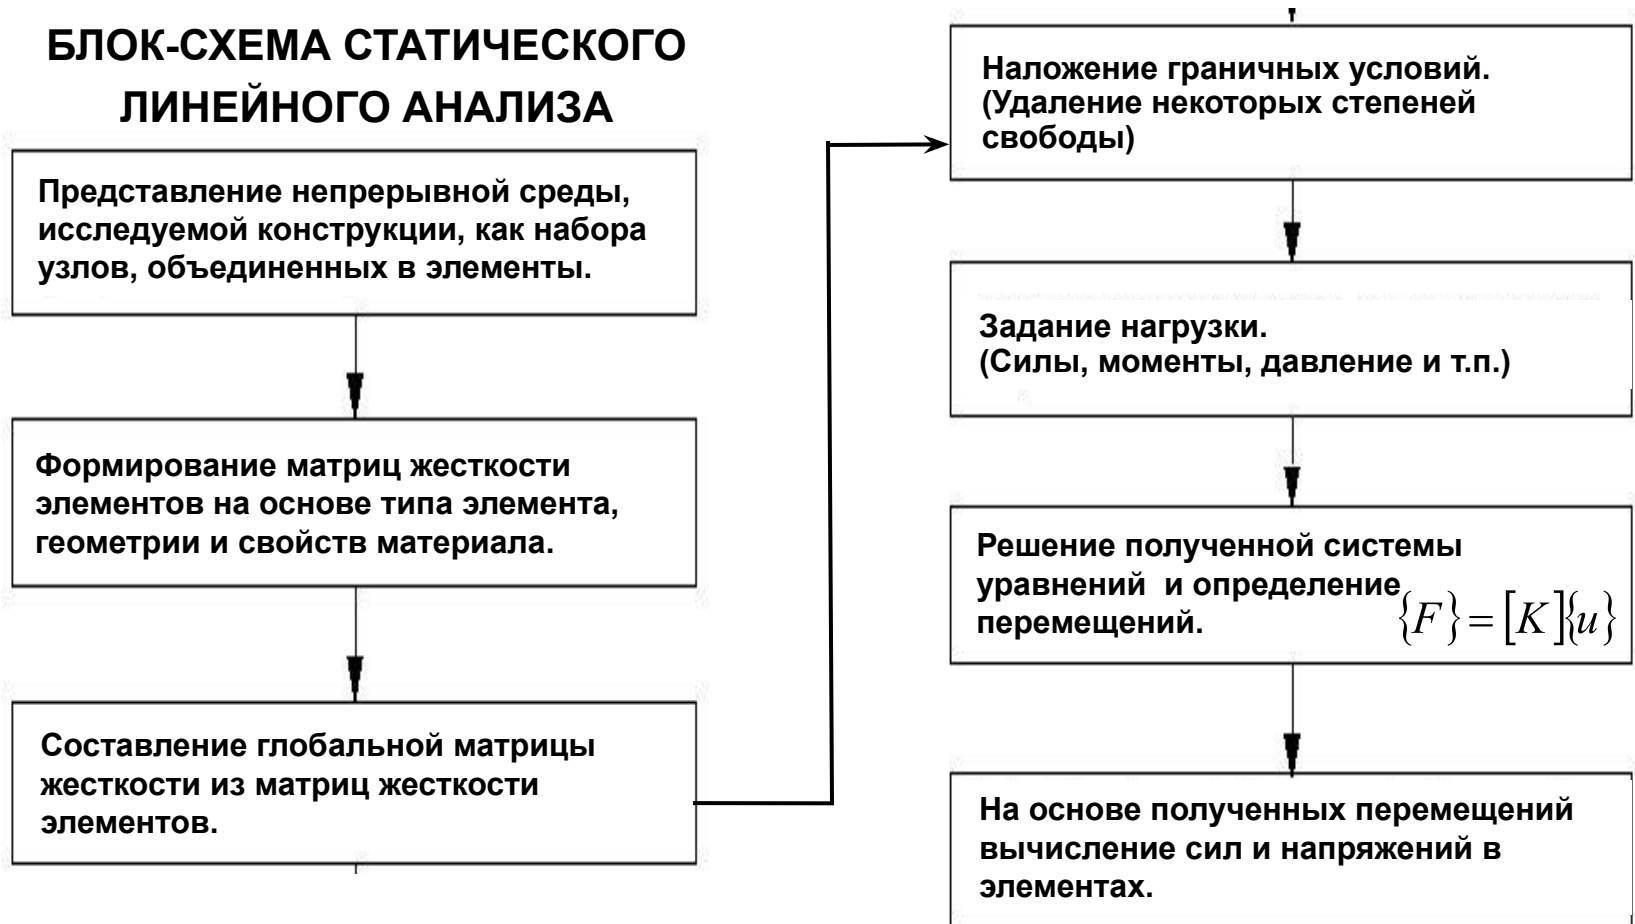 БЛОК-СХЕМА СТАТИЧЕСКОГО
ЛИНЕЙНОГО АНАЛИЗА
Представление непрерывной среды,
исследуемой конструкции, как набора
узлов, объединенных в элементы.
Формирование матриц жесткости
элементов на основе типа элемента,
геометрии и свойств материала.
Составление глобальной матрицы
жесткости из матриц жесткости
элементов.
Наложение граничных условий.
(Удаление некоторых степеней
свободы)
Задание нагрузки.
(Силы, моменты, давление и т.п.)
Решение полученной системы
уравнений и определение
перемещений. {F}=[K]{u}
На основе полученных перемещений
вычисление сил и напряжений в
элементах.